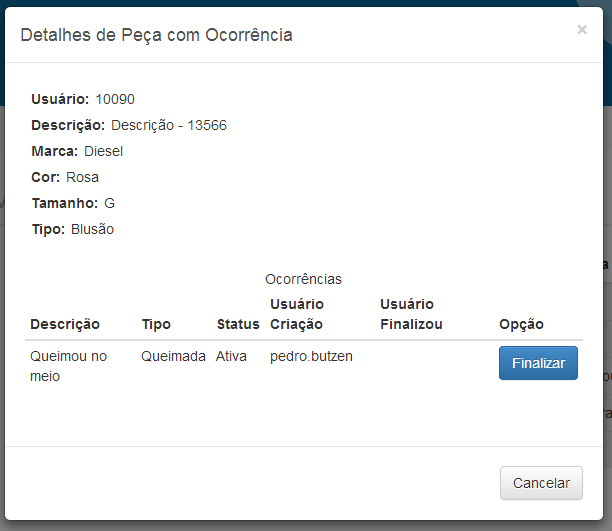 Detalhes de Peça com Ocorrência ×
Usuário: 10090
Descrição: Descrição - 13566
Marca: Diesel
Cor: Rosa
Tamanho: G
Tipo: Blusão
Ocorrências
Descrição Tipo Status Usuário Criação Usuário Finalizou Opção
Queimou no meio Queimada Ativa pedro.butzen Finalizar
Cancelar